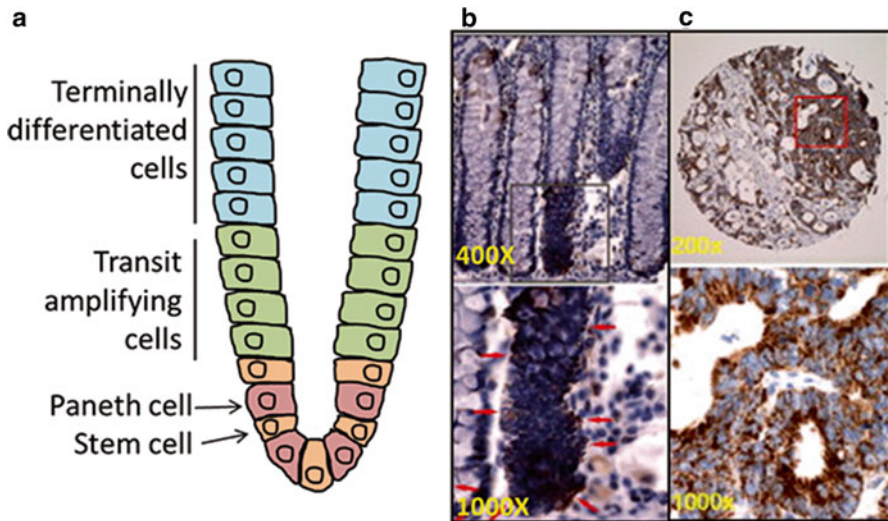 a
Terminally
differentiated
cells
Transit
amplifying
cells
Paneth cell
Stem cell
b
400X
1000X
c
200x
1000x